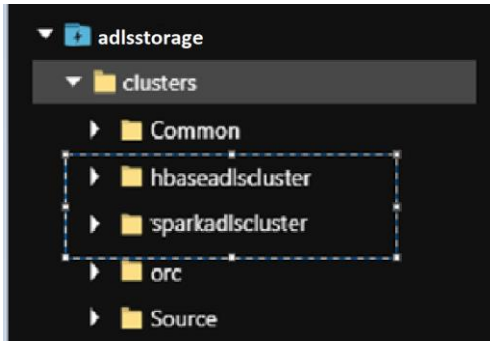 adlsstorage
clusters
Common
hbaseadlscluster
sparkadlscluster
orc
Source